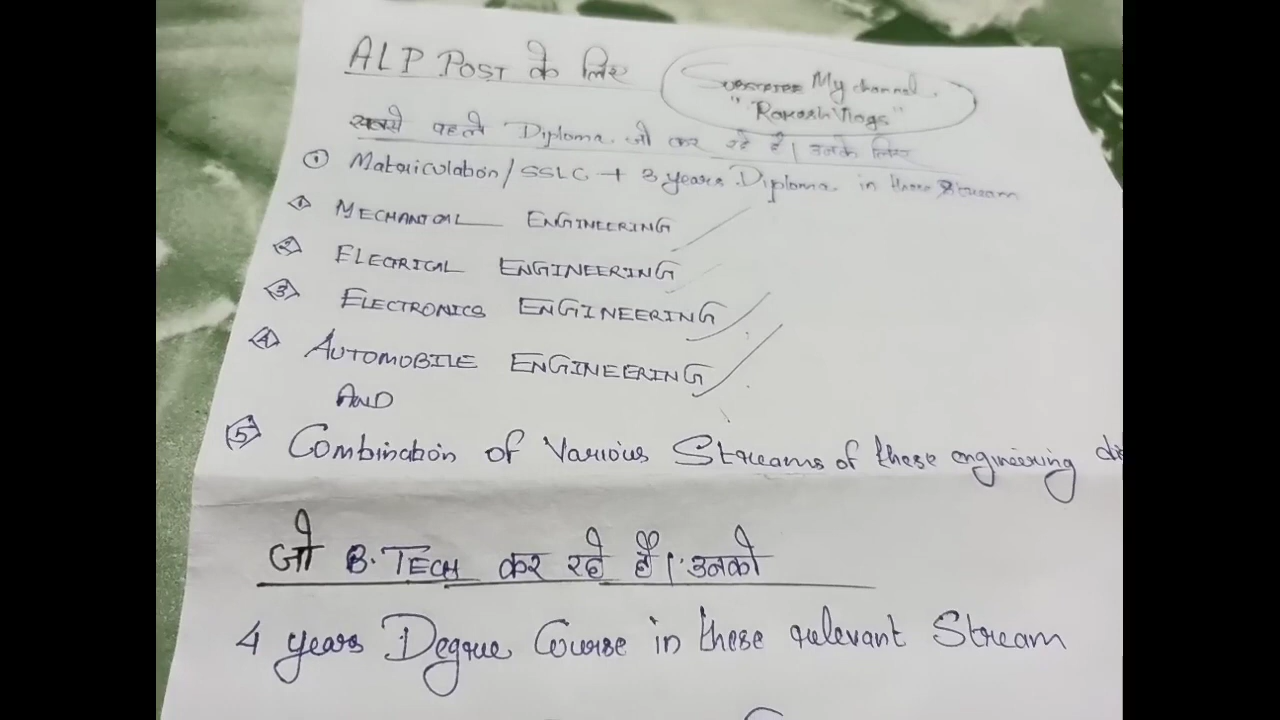 ALP POST के लिए
SUBSCRIBE My channel.
"Rakesh Vlogs"
सबसे पहले Diploma जो कर रहे हैं। उनके लिए
① Matriculation/SSLC + 3 years Diploma in these Stream
1 MECHANICAL ENGINEERING
2 ELECTRICAL ENGINEERING
3 ELECTRONICS ENGINEERING
4 AUTOMOBILE ENGINEERING
AND
5 Combination of Various Streams of these engineering
जो B.TECH कर रहे हैं। उनको
4 years Degree Course in these relevant Stream